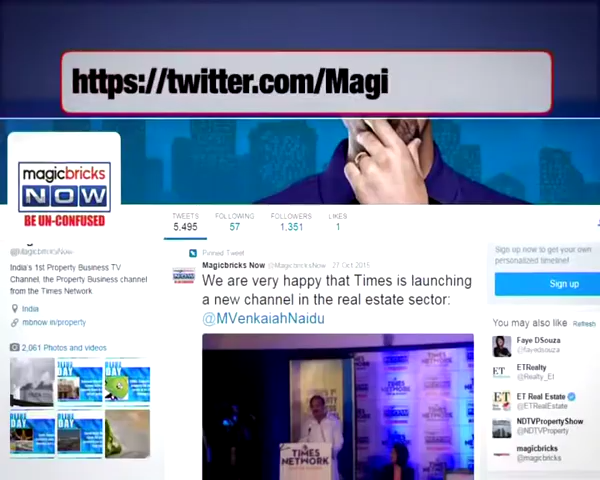 https://twitter.com/Magi
magicbricks
NOW
BE UN-CONFUSED
TWEETS
FOLLOWING
FOLLOWERS
LIKES
5,495
57
1,351
1
@MagicbricksNow
India's 1st Property Business TV
Channel, the Property Business channel
from the Times Network
India
mbnow.in/property
2,061 Photos and videos
Pinned Tweet
Magicbricks Now @MagicbricksNow · 27 Oct 2015
We are very happy that Times is launching
a new channel in the real estate sector:
@MVenkaiahNaidu
TIMES
NETWORK
Sign up now to get your own
personalized timeline!
Sign up
You may also like · Refresh
Faye DSouza
@fayedsouza
ETRealty
@Realty_Et
ET Real Estate
@ETRealEstate
NDTVPropertyShow
@NDTVProperty
magicbricks
@magicbricks